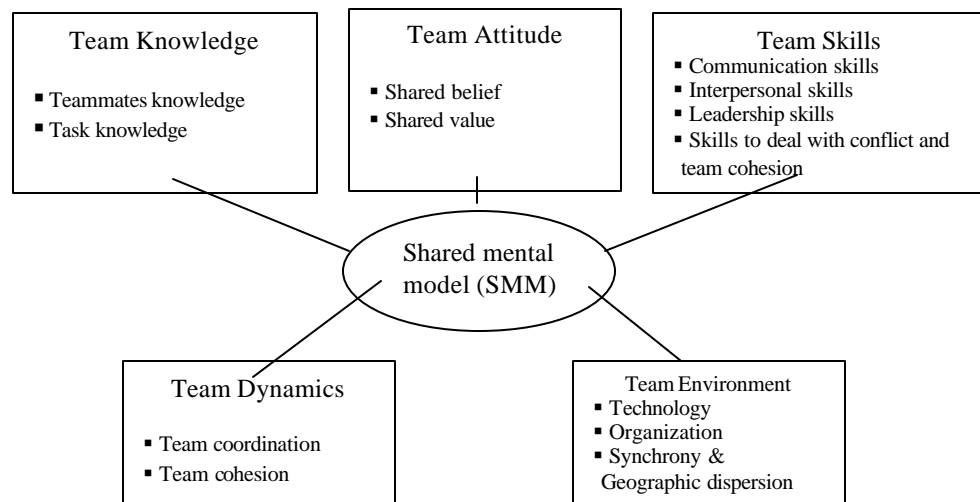 Team Knowledge
▪ Teammates knowledge
▪ Task knowledge
Team Attitude
▪ Shared belief
▪ Shared value
Team Skills
▪ Communication skills
▪ Interpersonal skills
▪ Leadership skills
▪ Skills to deal with conflict and
team cohesion
Shared mental
model (SMM)
Team Dynamics
▪ Team coordination
▪ Team cohesion
Team Environment
▪ Technology
▪ Organization
▪ Synchrony &
Geographic dispersion